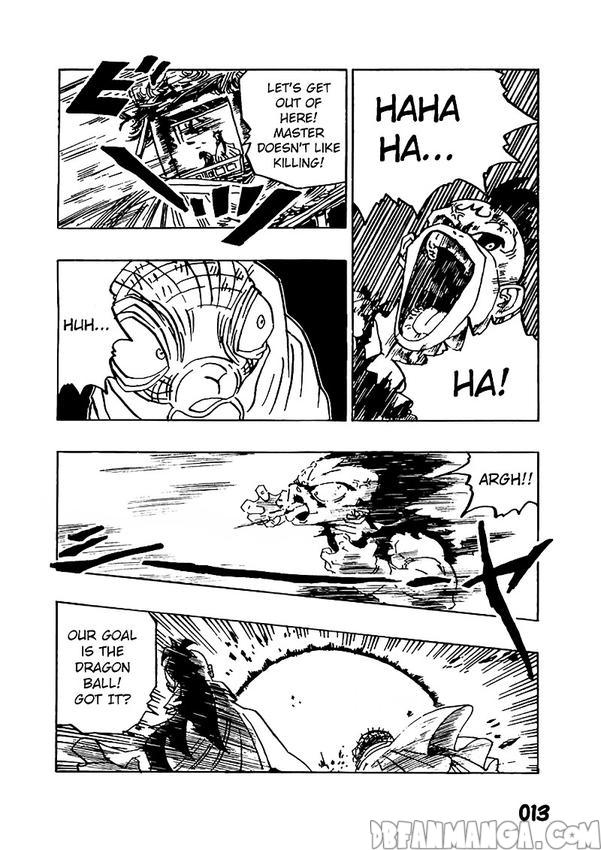 HAHA
HA...
HA!
LET'S GET
OUT OF
HERE!
MASTER
DOESN'T LIKE
KILLING!
HUH...
ARGH!!
OUR GOAL
IS THE
DRAGON
BALL!
GOT IT?
013
DBFANMANGA.COM